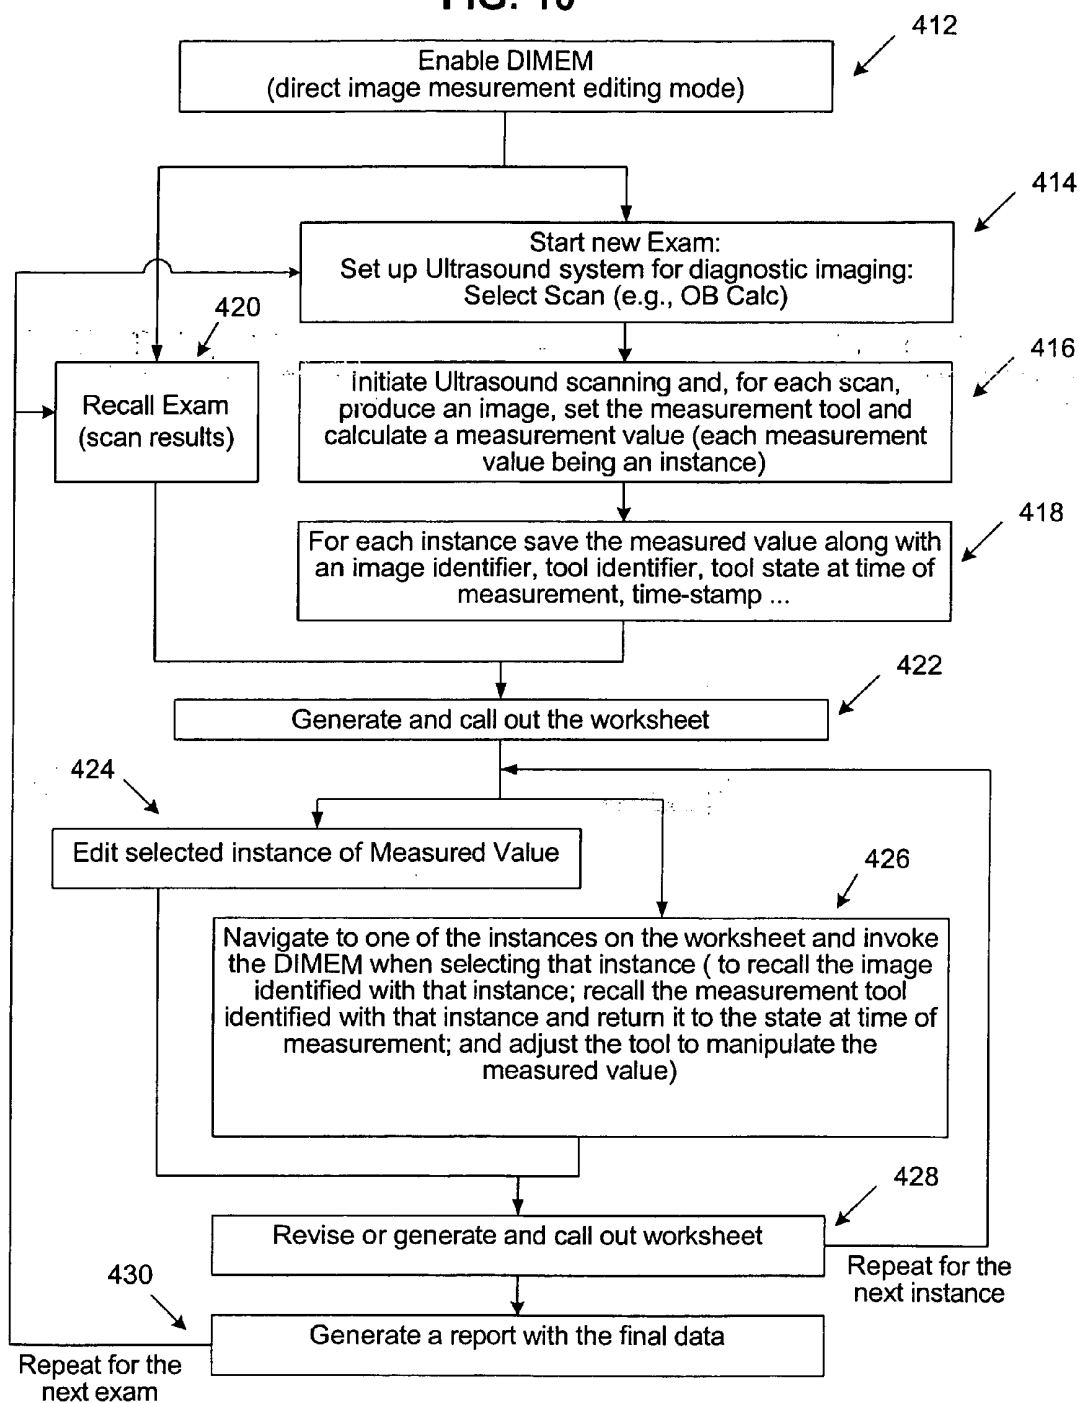 FIG. 10
412
Enable DIMEM
(direct image mesurement editing mode)
414
Start new Exam:
Set up Ultrasound system for diagnostic imaging:
Select Scan (e.g., OB Calc)
420
Recall Exam
(scan results)
416
Initiate Ultrasound scanning and, for each scan,
produce an image, set the measurement tool and
calculate a measurement value (each measurement
value being an instance)
418
For each instance save the measured value along with
an image identifier, tool identifier, tool state at time of
measurement, time-stamp ...
422
Generate and call out the worksheet
424
Edit selected instance of Measured Value
426
Navigate to one of the instances on the worksheet and invoke
the DIMEM when selecting that instance ( to recall the image
identified with that instance; recall the measurement tool
identified with that instance and return it to the state at time of
measurement; and adjust the tool to manipulate the
measured value)
428
Revise or generate and call out worksheet
Repeat for the
next instance
430
Generate a report with the final data
Repeat for the
next exam